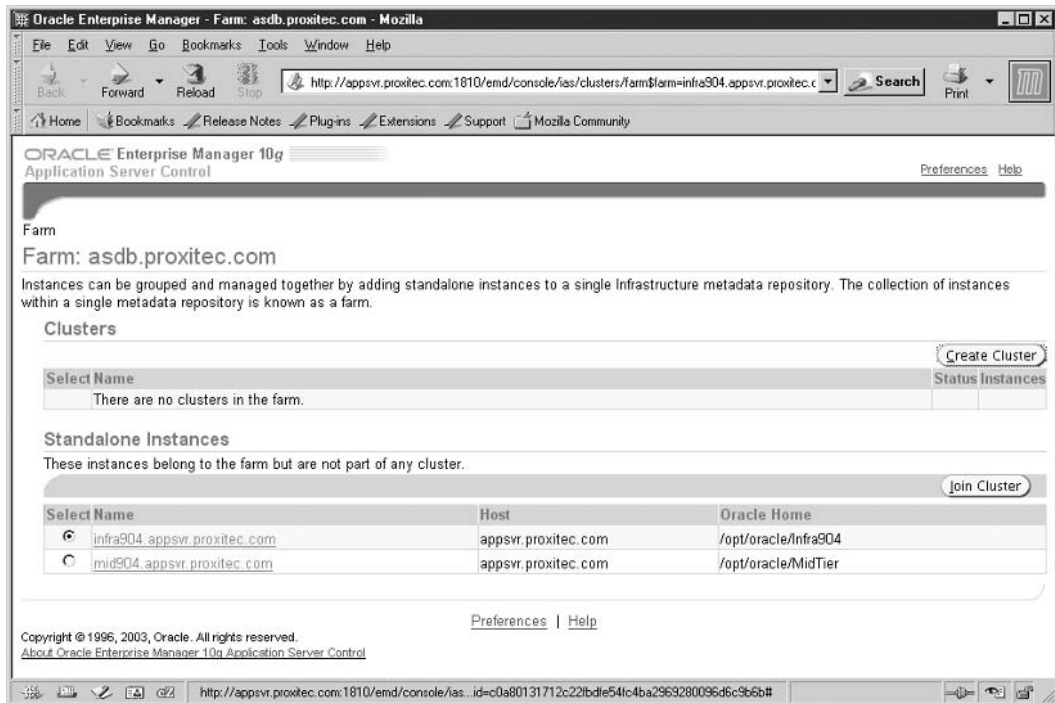 Oracle Enterprise Manager - Farm: asdb.proxitec.com - Mozilla
File Edit View Go Bookmarks Tools Window Help
Back Forward Reload Stop http://appsvr.proxitec.com:1810/emd/console/ias/clusters/farm$farm=infra904.appsvr.proxitec.c Search Print
Home Bookmarks Release Notes Plug-ins Extensions Support Mozilla Community
ORACLE Enterprise Manager 10g
Application Server Control
Preferences Help
Farm
Farm: asdb.proxitec.com
Instances can be grouped and managed together by adding standalone instances to a single Infrastructure metadata repository. The collection of instances
within a single metadata repository is known as a farm.
Clusters
Create Cluster
Select Name Status Instances
There are no clusters in the farm.
Standalone Instances
These instances belong to the farm but are not part of any cluster.
Join Cluster
Select Name Host Oracle Home
infra904.appsvr.proxitec.com appsvr.proxitec.com /opt/oracle/Infra904
mid904.appsvr.proxitec.com appsvr.proxitec.com /opt/oracle/MidTier
Preferences | Help
Copyright © 1996, 2003, Oracle. All rights reserved.
About Oracle Enterprise Manager 10g Application Server Control
http://appsvr.proxitec.com:1810/emd/console/ias...id=c0a80131712c22fbdfe54fc4ba2969280096d6c9b6b#